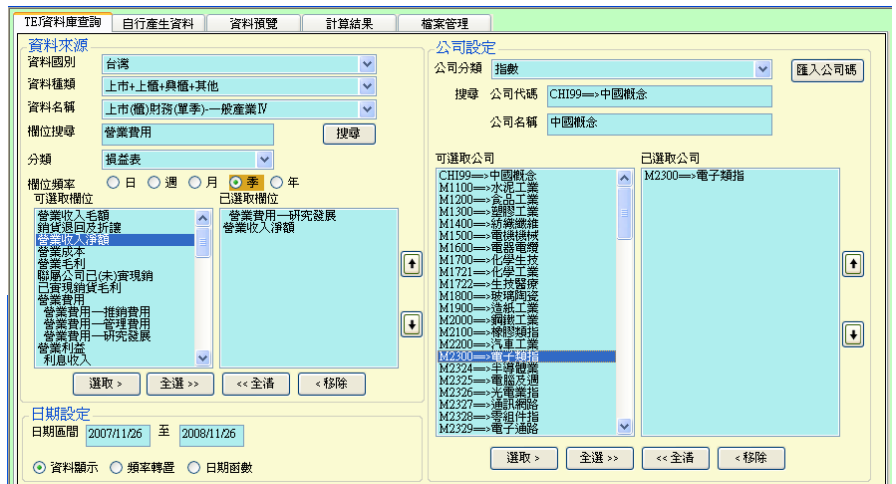 TEJ資料庫查詢 自行產生資料 資料預覽 計算結果 檔案管理
資料來源
資料國別 台灣
資料種類 上市+上櫃+興櫃+其他
資料名稱 上市(櫃)財務(單季)-一般產業IV
欄位搜尋 營業費用 搜尋
分類 損益表
欄位頻率 日 週 月 季 年
可選取欄位 已選取欄位
營業收入毛額
銷貨退回及折讓
營業收入淨額
營業成本
營業毛利
聯屬公司已(未)實現銷
已實現銷貨毛利
營業費用
營業費用—推銷費用
營業費用—管理費用
營業費用—研究發展
營業利益
利息收入
營業費用—研究發展
營業收入淨額
選取 > 全選 >> << 全清 < 移除
日期設定
日期區間 2007/11/26 至 2008/11/26
資料顯示 頻率轉置 日期函數
公司設定
公司分類 指數 匯入公司碼
搜尋 公司代碼 CHI99==>中國概念
公司名稱 中國概念
可選取公司 已選取公司
CHI99==>中國概念
M1100==>水泥工業
M1200==>食品工業
M1300==>塑膠工業
M1400==>紡織纖維
M1500==>電機機械
M1600==>電器電纜
M1700==>化學生技
M1721==>化學工業
M1722==>生技醫療
M1800==>玻璃陶瓷
M1900==>造紙工業
M2000==>鋼鐵工業
M2100==>橡膠類指
M2200==>汽車工業
M2300==>電子類指
M2324==>半導體業
M2325==>電腦及週
M2326==>光電業指
M2327==>通訊網路
M2328==>零組件指
M2329==>電子通路
M2300==>電子類指
選取 > 全選 >> << 全清 < 移除